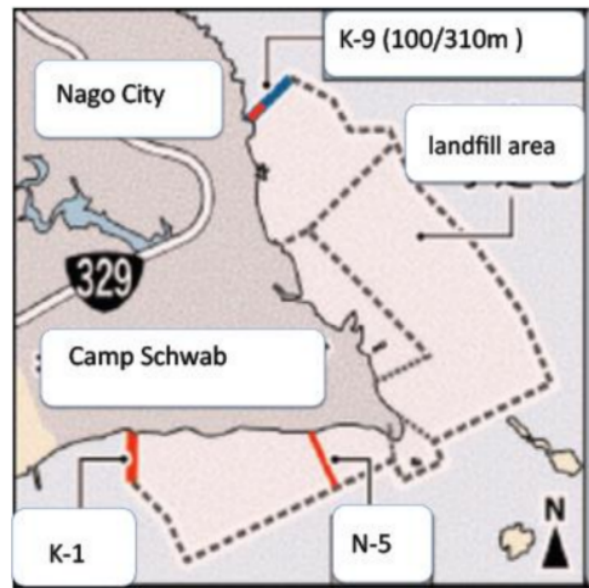 K-9 (100/310m )
Nago City
landfill area
329
Camp Schwab
K-1
N-5
N